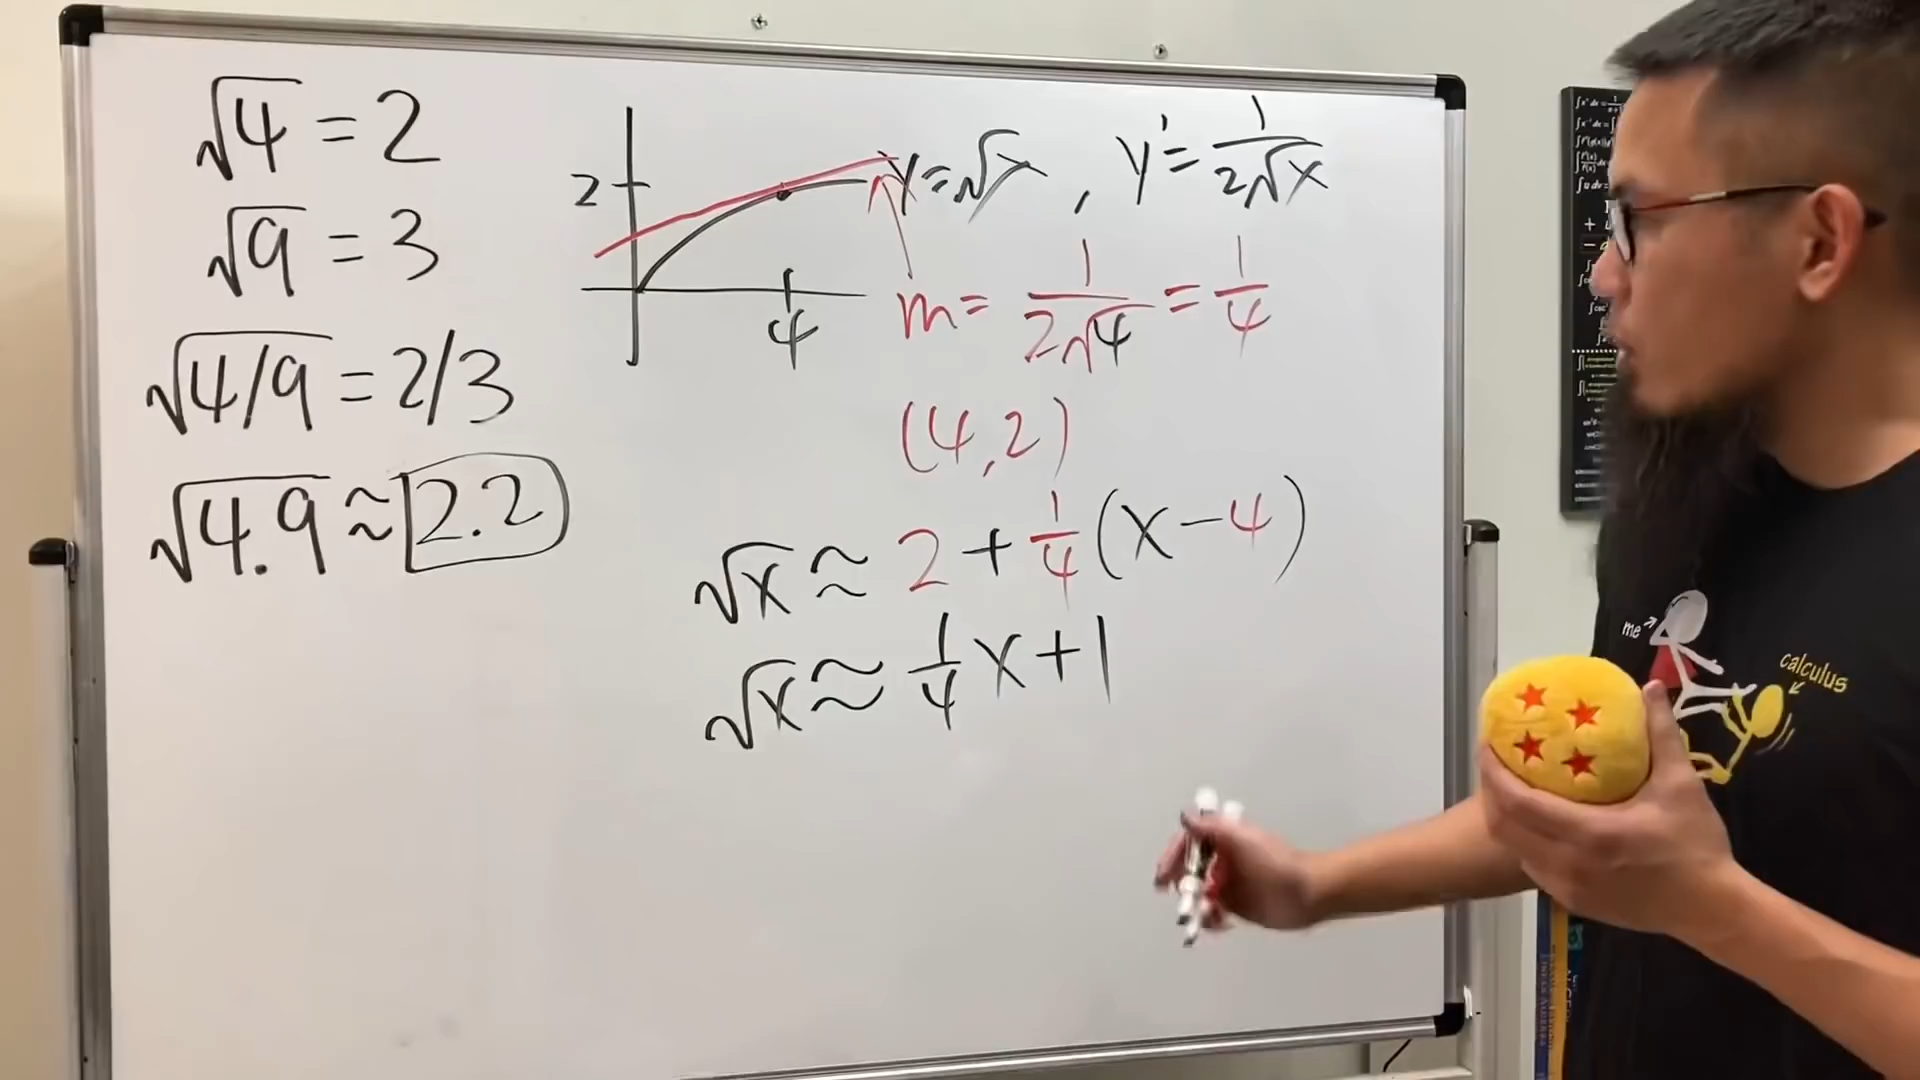 √4 = 2
√9 = 3
√4/9 = 2/3
√4.9 ≈ 2.2
2
4
y=√x , y'= 1/2√x
m= 1/2√4 = 1/4
(4,2)
√x ≈ 2 + 1/4(x-4)
√x ≈ 1/4x+1
me
calculus